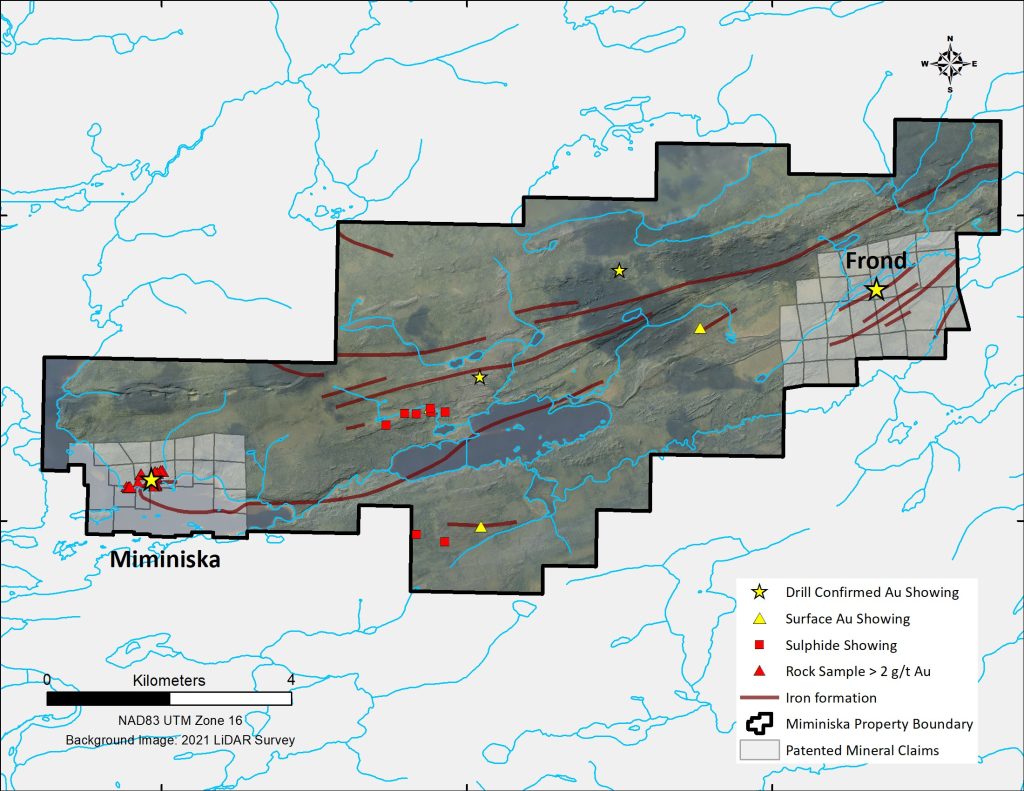 N
W E
S
Frond
Miminiska
Drill Confirmed Au Showing
Surface Au Showing
Sulphide Showing
Rock Sample > 2 g/t Au
Iron formation
Miminiska Property Boundary
Patented Mineral Claims
0 Kilometers 4
NAD83 UTM Zone 16
Background Image: 2021 LiDAR Survey